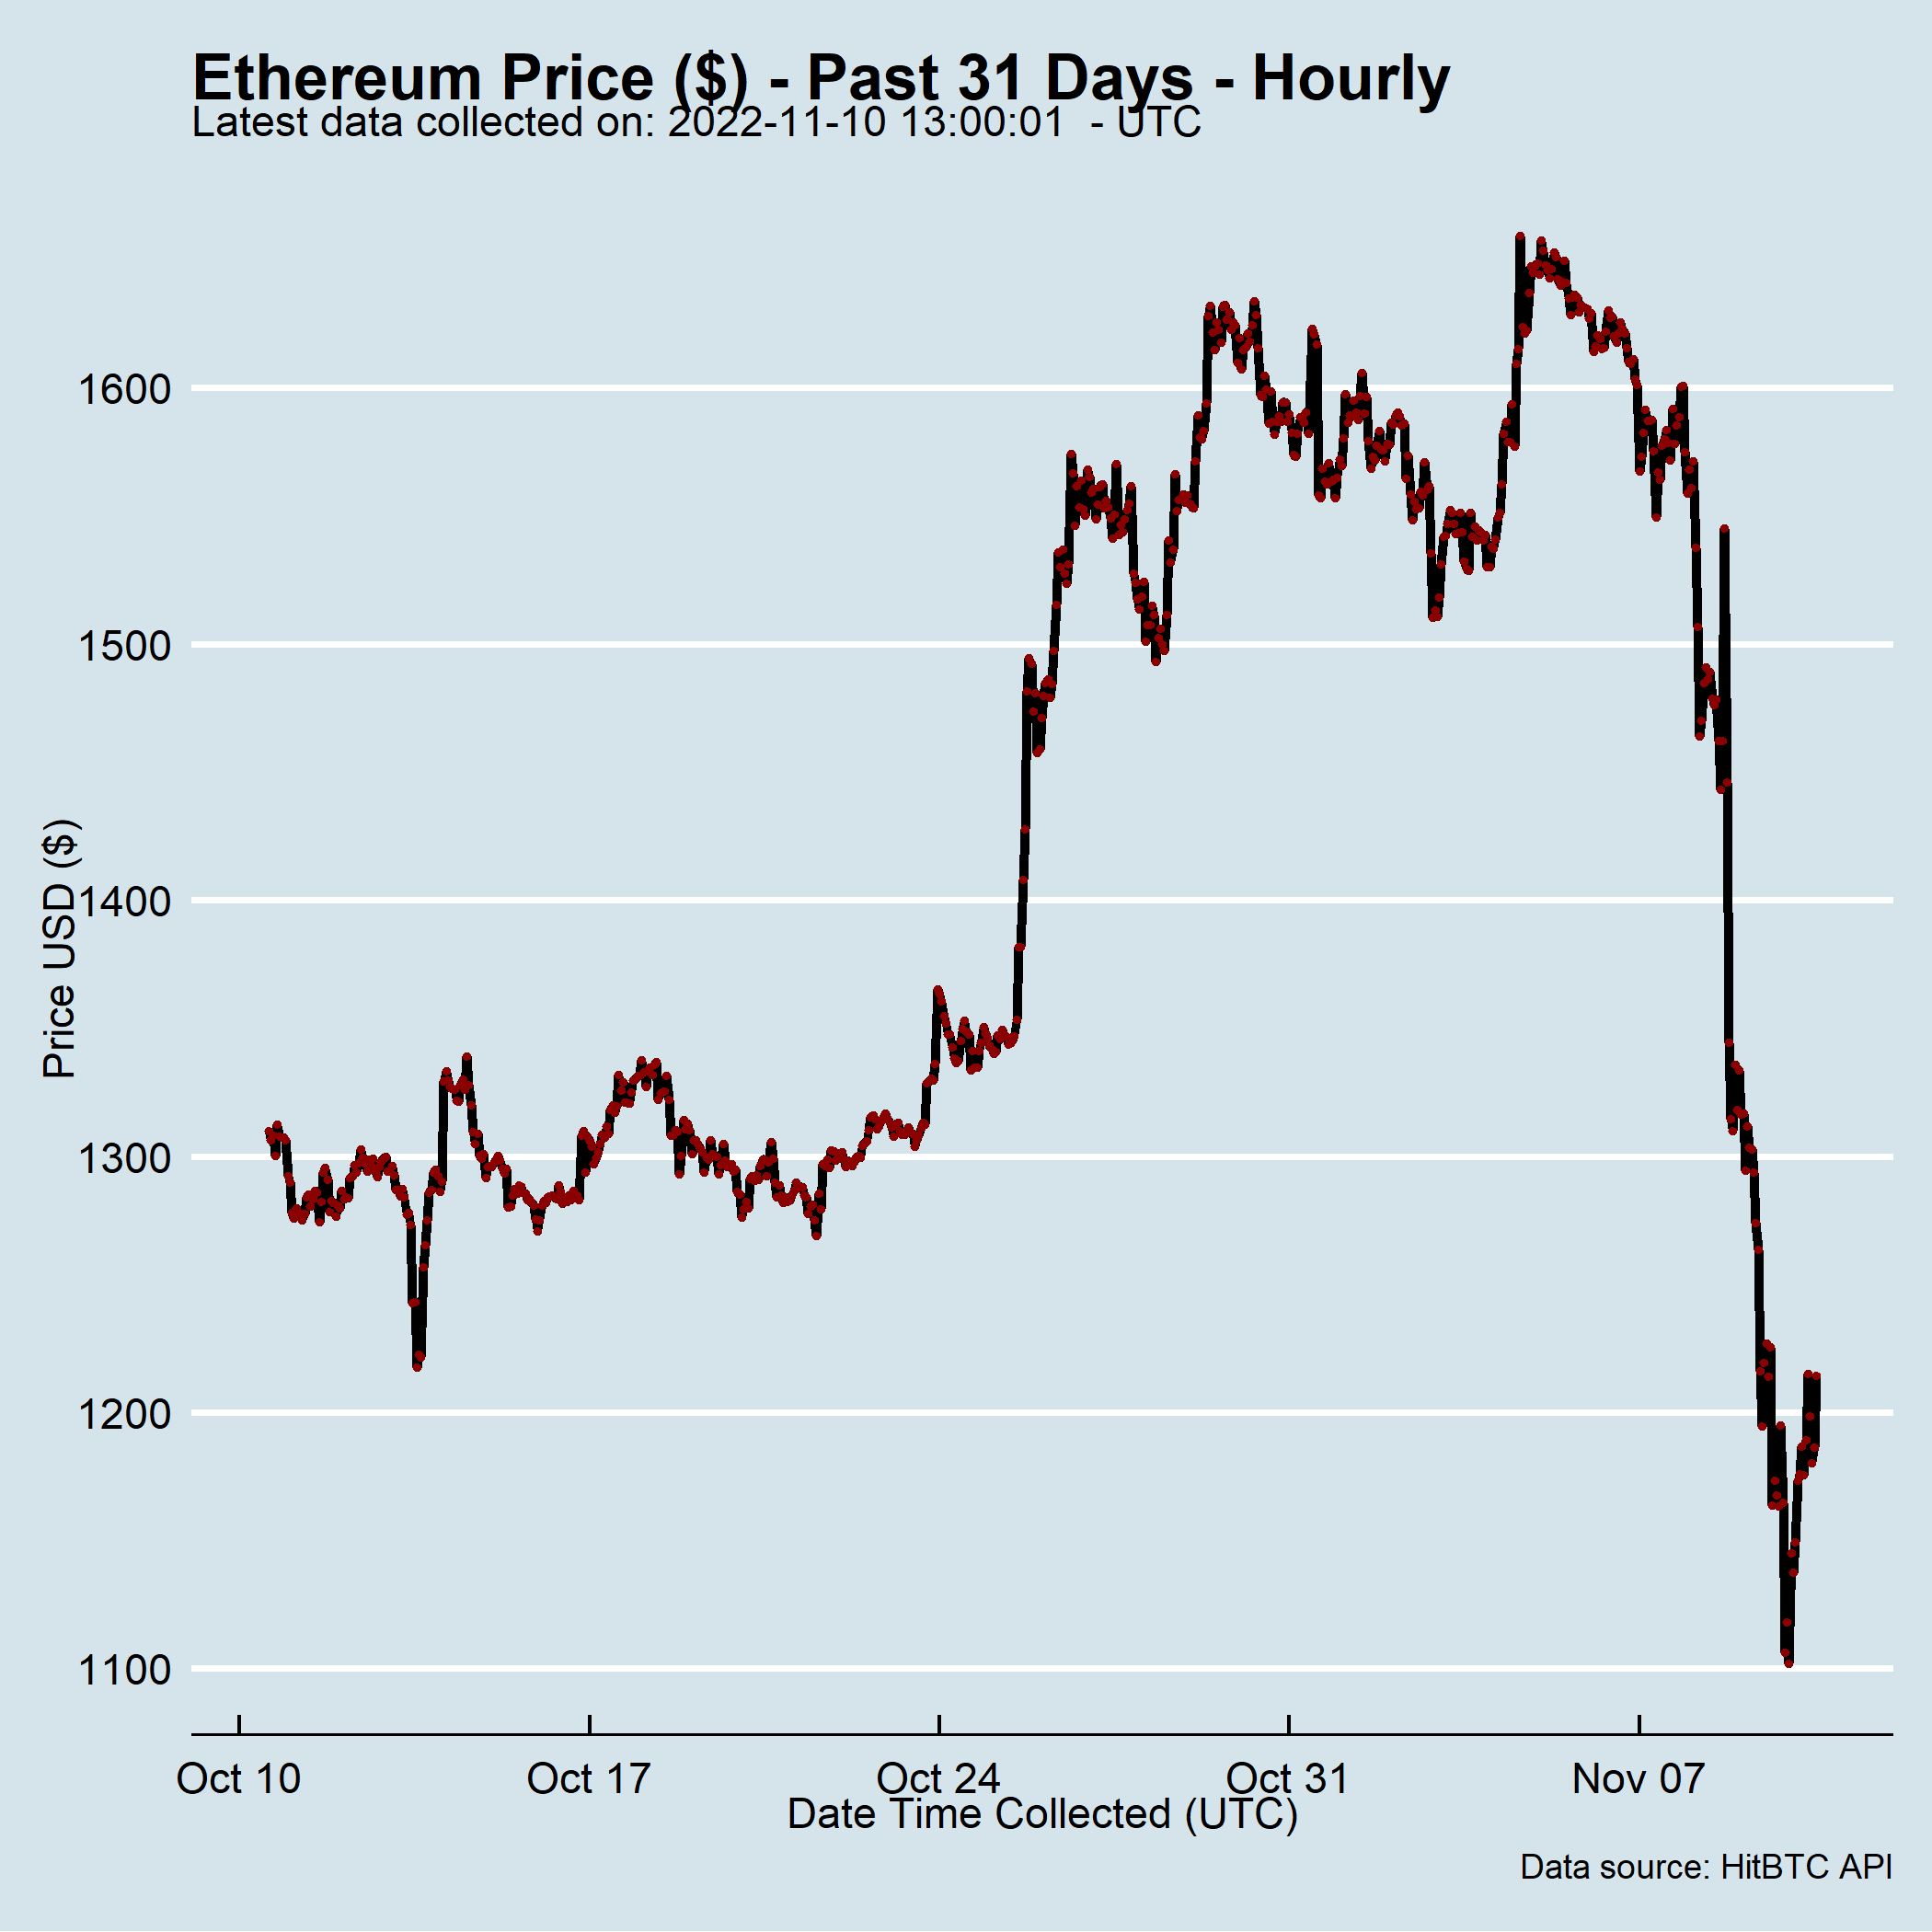 Ethereum Price ($) - Past 31 Days - Hourly
Latest data collected on: 2022-11-10 13:00:01  - UTC
Price USD ($)
1600
1500
1400
1300
1200
1100
Oct 10
Oct 17
Oct 24
Oct 31
Nov 07
Date Time Collected (UTC)
Data source: HitBTC API